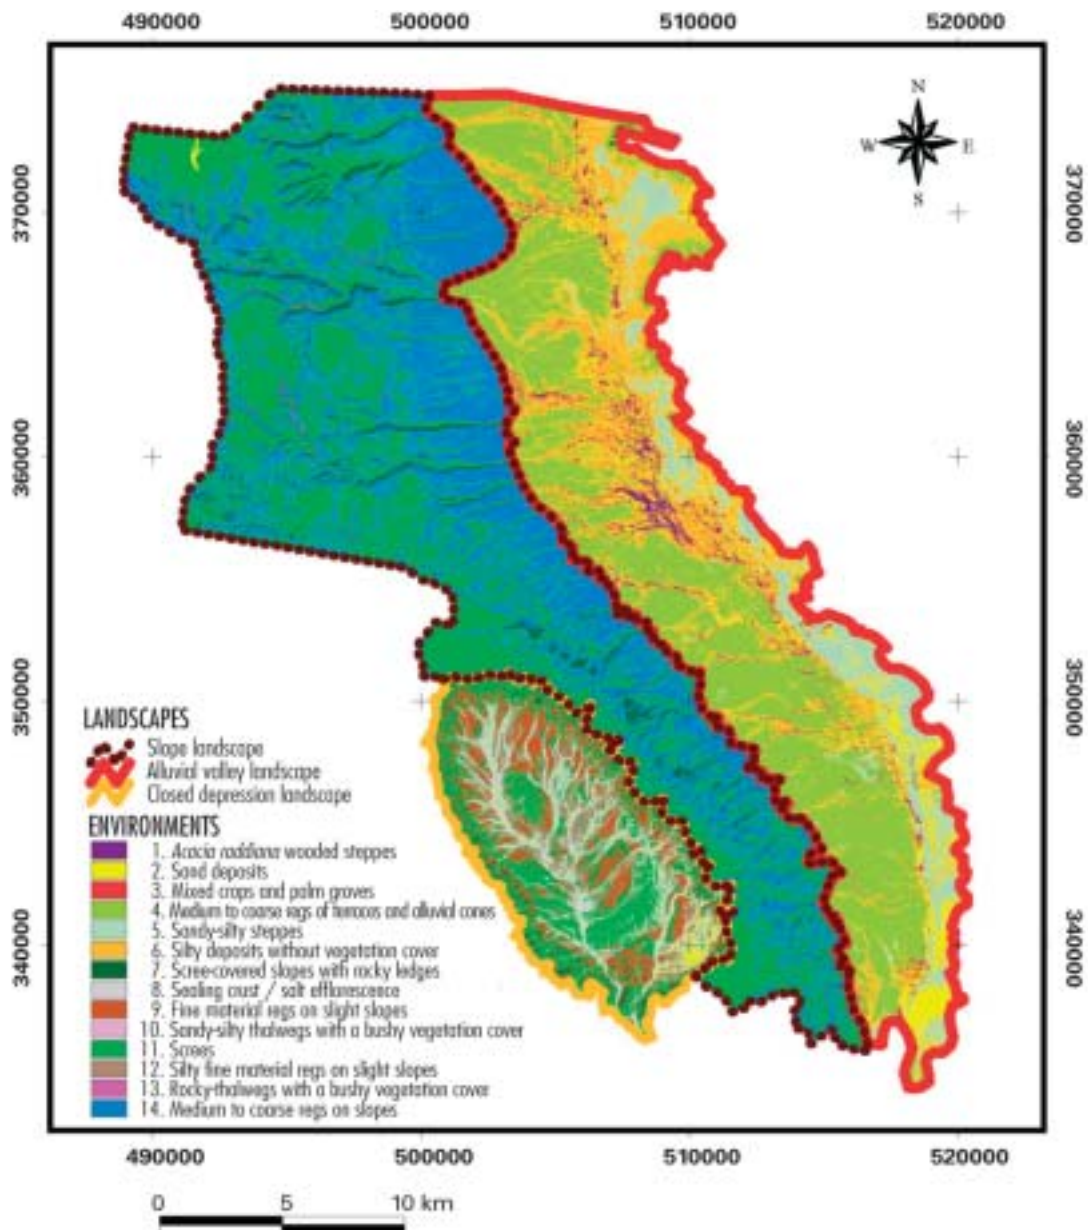 490000 500000 510000 520000
N
W E
S
370000 370000
360000 360000
350000 350000
340000 340000
LANDSCAPES
Slope landscape
Alluvial valley landscape
Closed depression landscape
ENVIRONMENTS
1. Acacia raddiana wooded steppes
2. Sand deposits
3. Mixed crops and palm groves
4. Medium to coarse regs of terraces and alluvial cones
5. Sandy-silty steppes
6. Silty deposits without vegetation cover
7. Scree-covered slopes with rocky ledges
8. Sealing crust / salt efflorescence
9. Fine material regs on slight slopes
10. Sandy-silty thalwegs with a bushy vegetation cover
11. Screes
12. Silty fine material regs on slight slopes
13. Rocky-thalwegs with a bushy vegetation cover
14. Medium to coarse regs on slopes
490000 500000 510000 520000
0 5 10 km